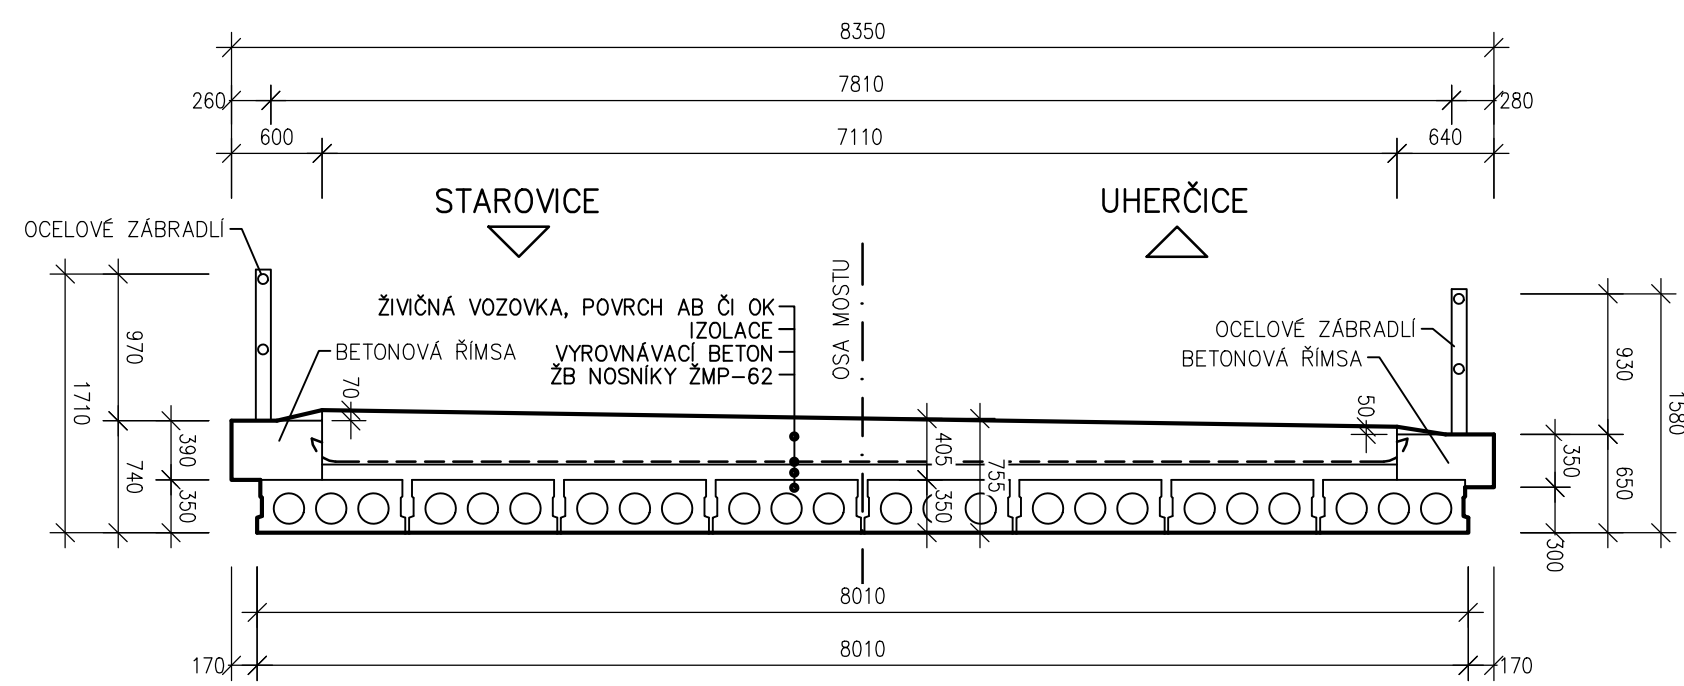 8350
260
7810
280
600
7110
640
STAROVICE
UHERČICE
OCELOVÉ ZÁBRADLÍ
OSA MOSTU
ŽIVIČNÁ VOZOVKA, POVRCH AB ČI OK
IZOLACE
VYROVNÁVACÍ BETON
ŽB NOSNÍKY ŽMP-62
BETONOVÁ ŘÍMSA
OCELOVÉ ZÁBRADLÍ
BETONOVÁ ŘÍMSA
1710
970
740
390
350
70
405
755
350
50
350
300
930
650
1580
8010
170
8010
170